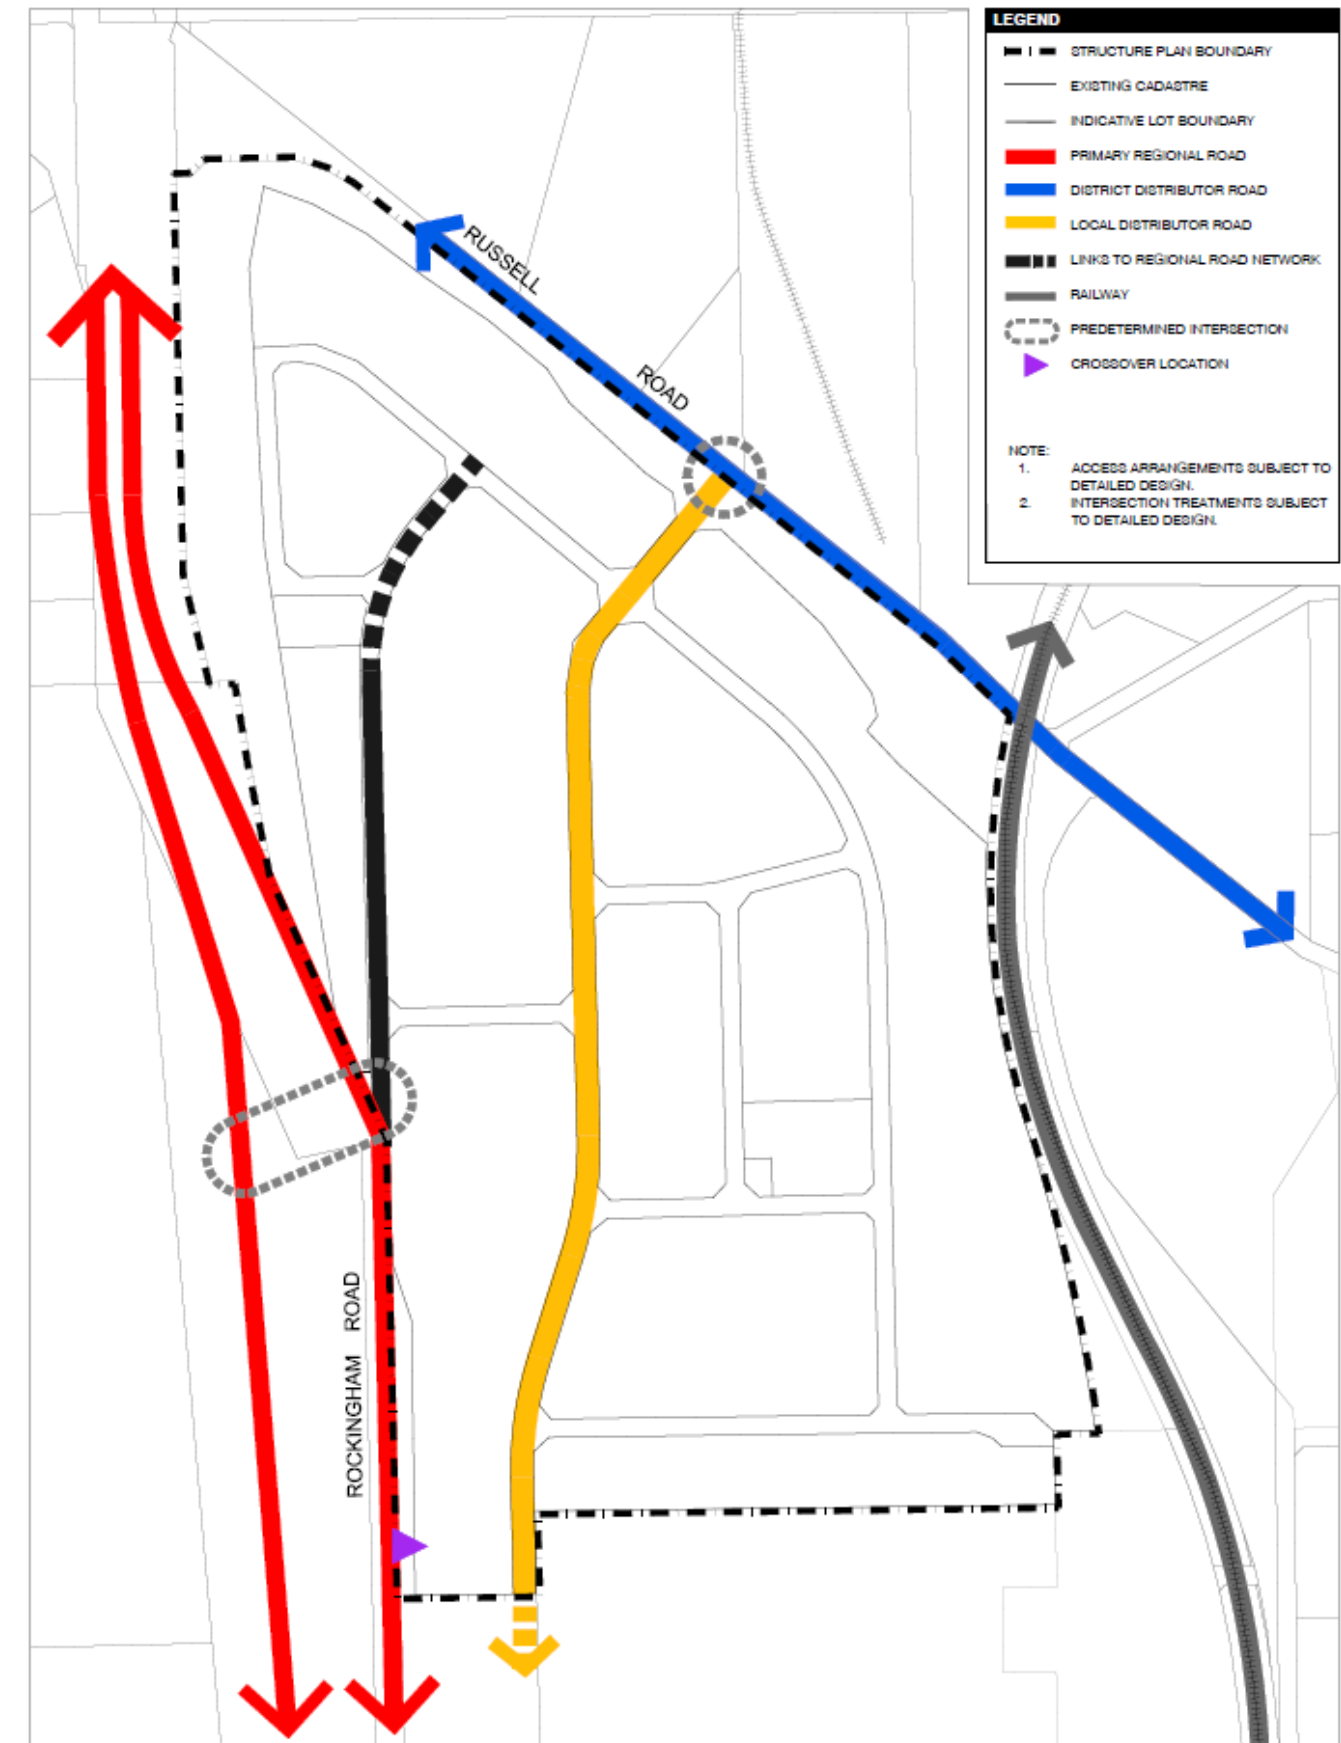 LEGEND
STRUCTURE PLAN BOUNDARY
EXISTING CADASTRE
INDICATIVE LOT BOUNDARY
PRIMARY REGIONAL ROAD
DISTRICT DISTRIBUTOR ROAD
LOCAL DISTRIBUTOR ROAD
LINKS TO REGIONAL ROAD NETWORK
RAILWAY
PREDETERMINED INTERSECTION
CROSSOVER LOCATION
NOTE:
1. ACCESS ARRANGEMENTS SUBJECT TO
DETAILED DESIGN.
2. INTERSECTION TREATMENTS SUBJECT
TO DETAILED DESIGN.
RUSSELL
ROAD
ROCKINGHAM ROAD